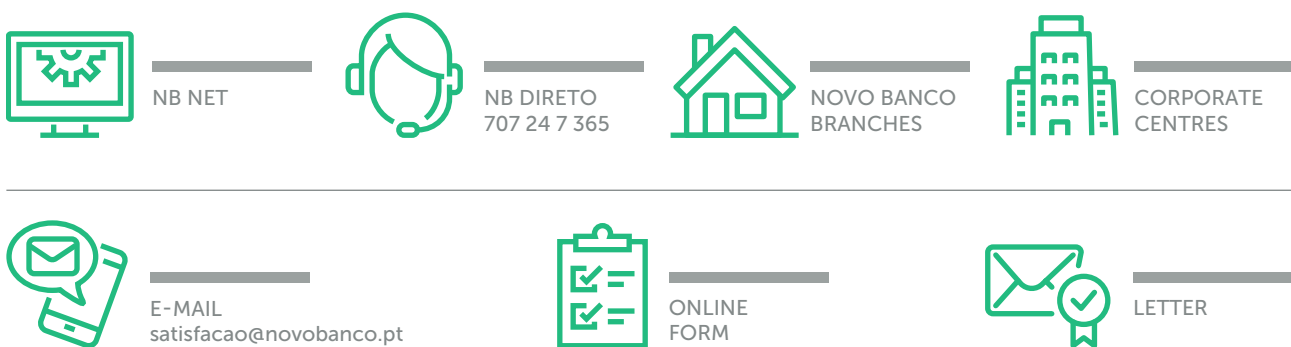 NB NET
NB DIRETO
707 24 7 365
NOVO BANCO
BRANCHES
CORPORATE
CENTRES
E-MAIL
satisfacao@novobanco.pt
ONLINE
FORM
LETTER